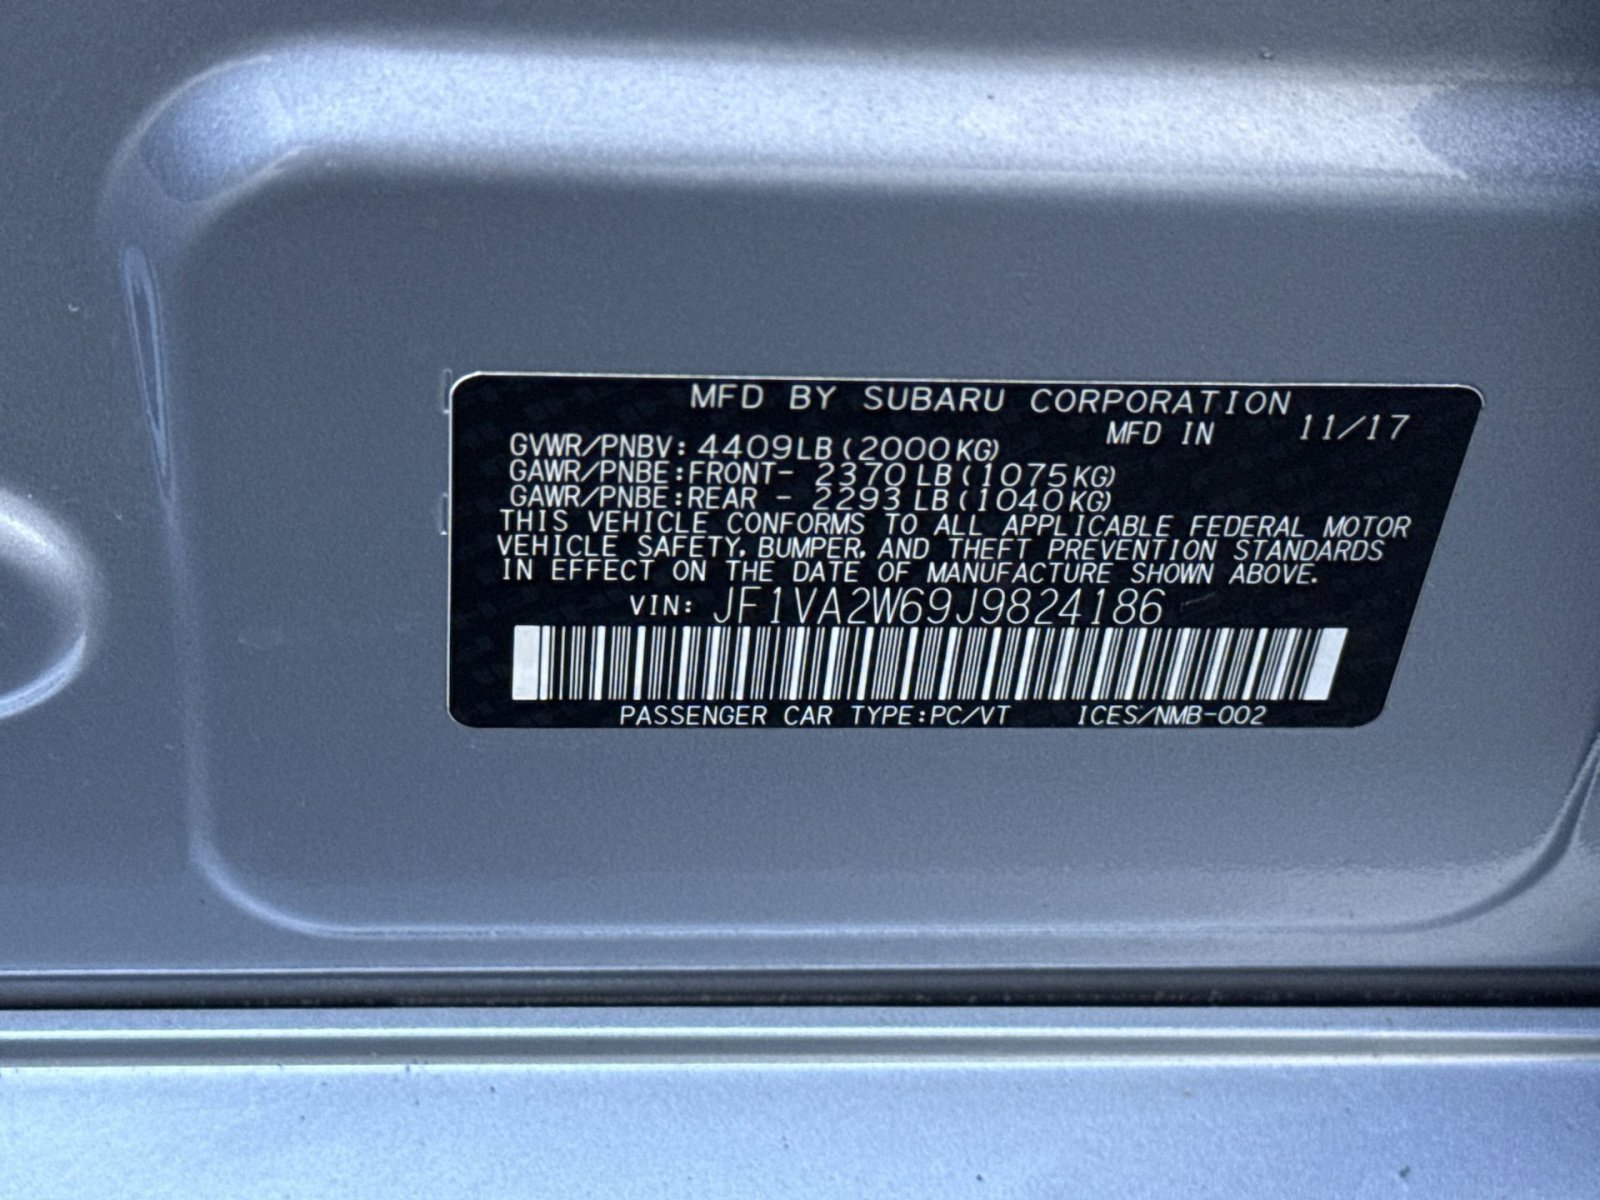 MFD BY SUBARU CORPORATION
MFD IN 11/17
GVWR/PNBV: 4409LB(2000KG)
GAWR/PNBE:FRONT- 2370LB(1075KG)
GAWR/PNBE:REAR - 2293LB(1040KG)
THIS VEHICLE CONFORMS TO ALL APPLICABLE FEDERAL MOTOR
VEHICLE SAFETY, BUMPER, AND THEFT PREVENTION STANDARDS
IN EFFECT ON THE DATE OF MANUFACTURE SHOWN ABOVE.
VIN: JF1VA2W69J9824186
PASSENGER CAR TYPE:PC/VT ICES/NMB-002